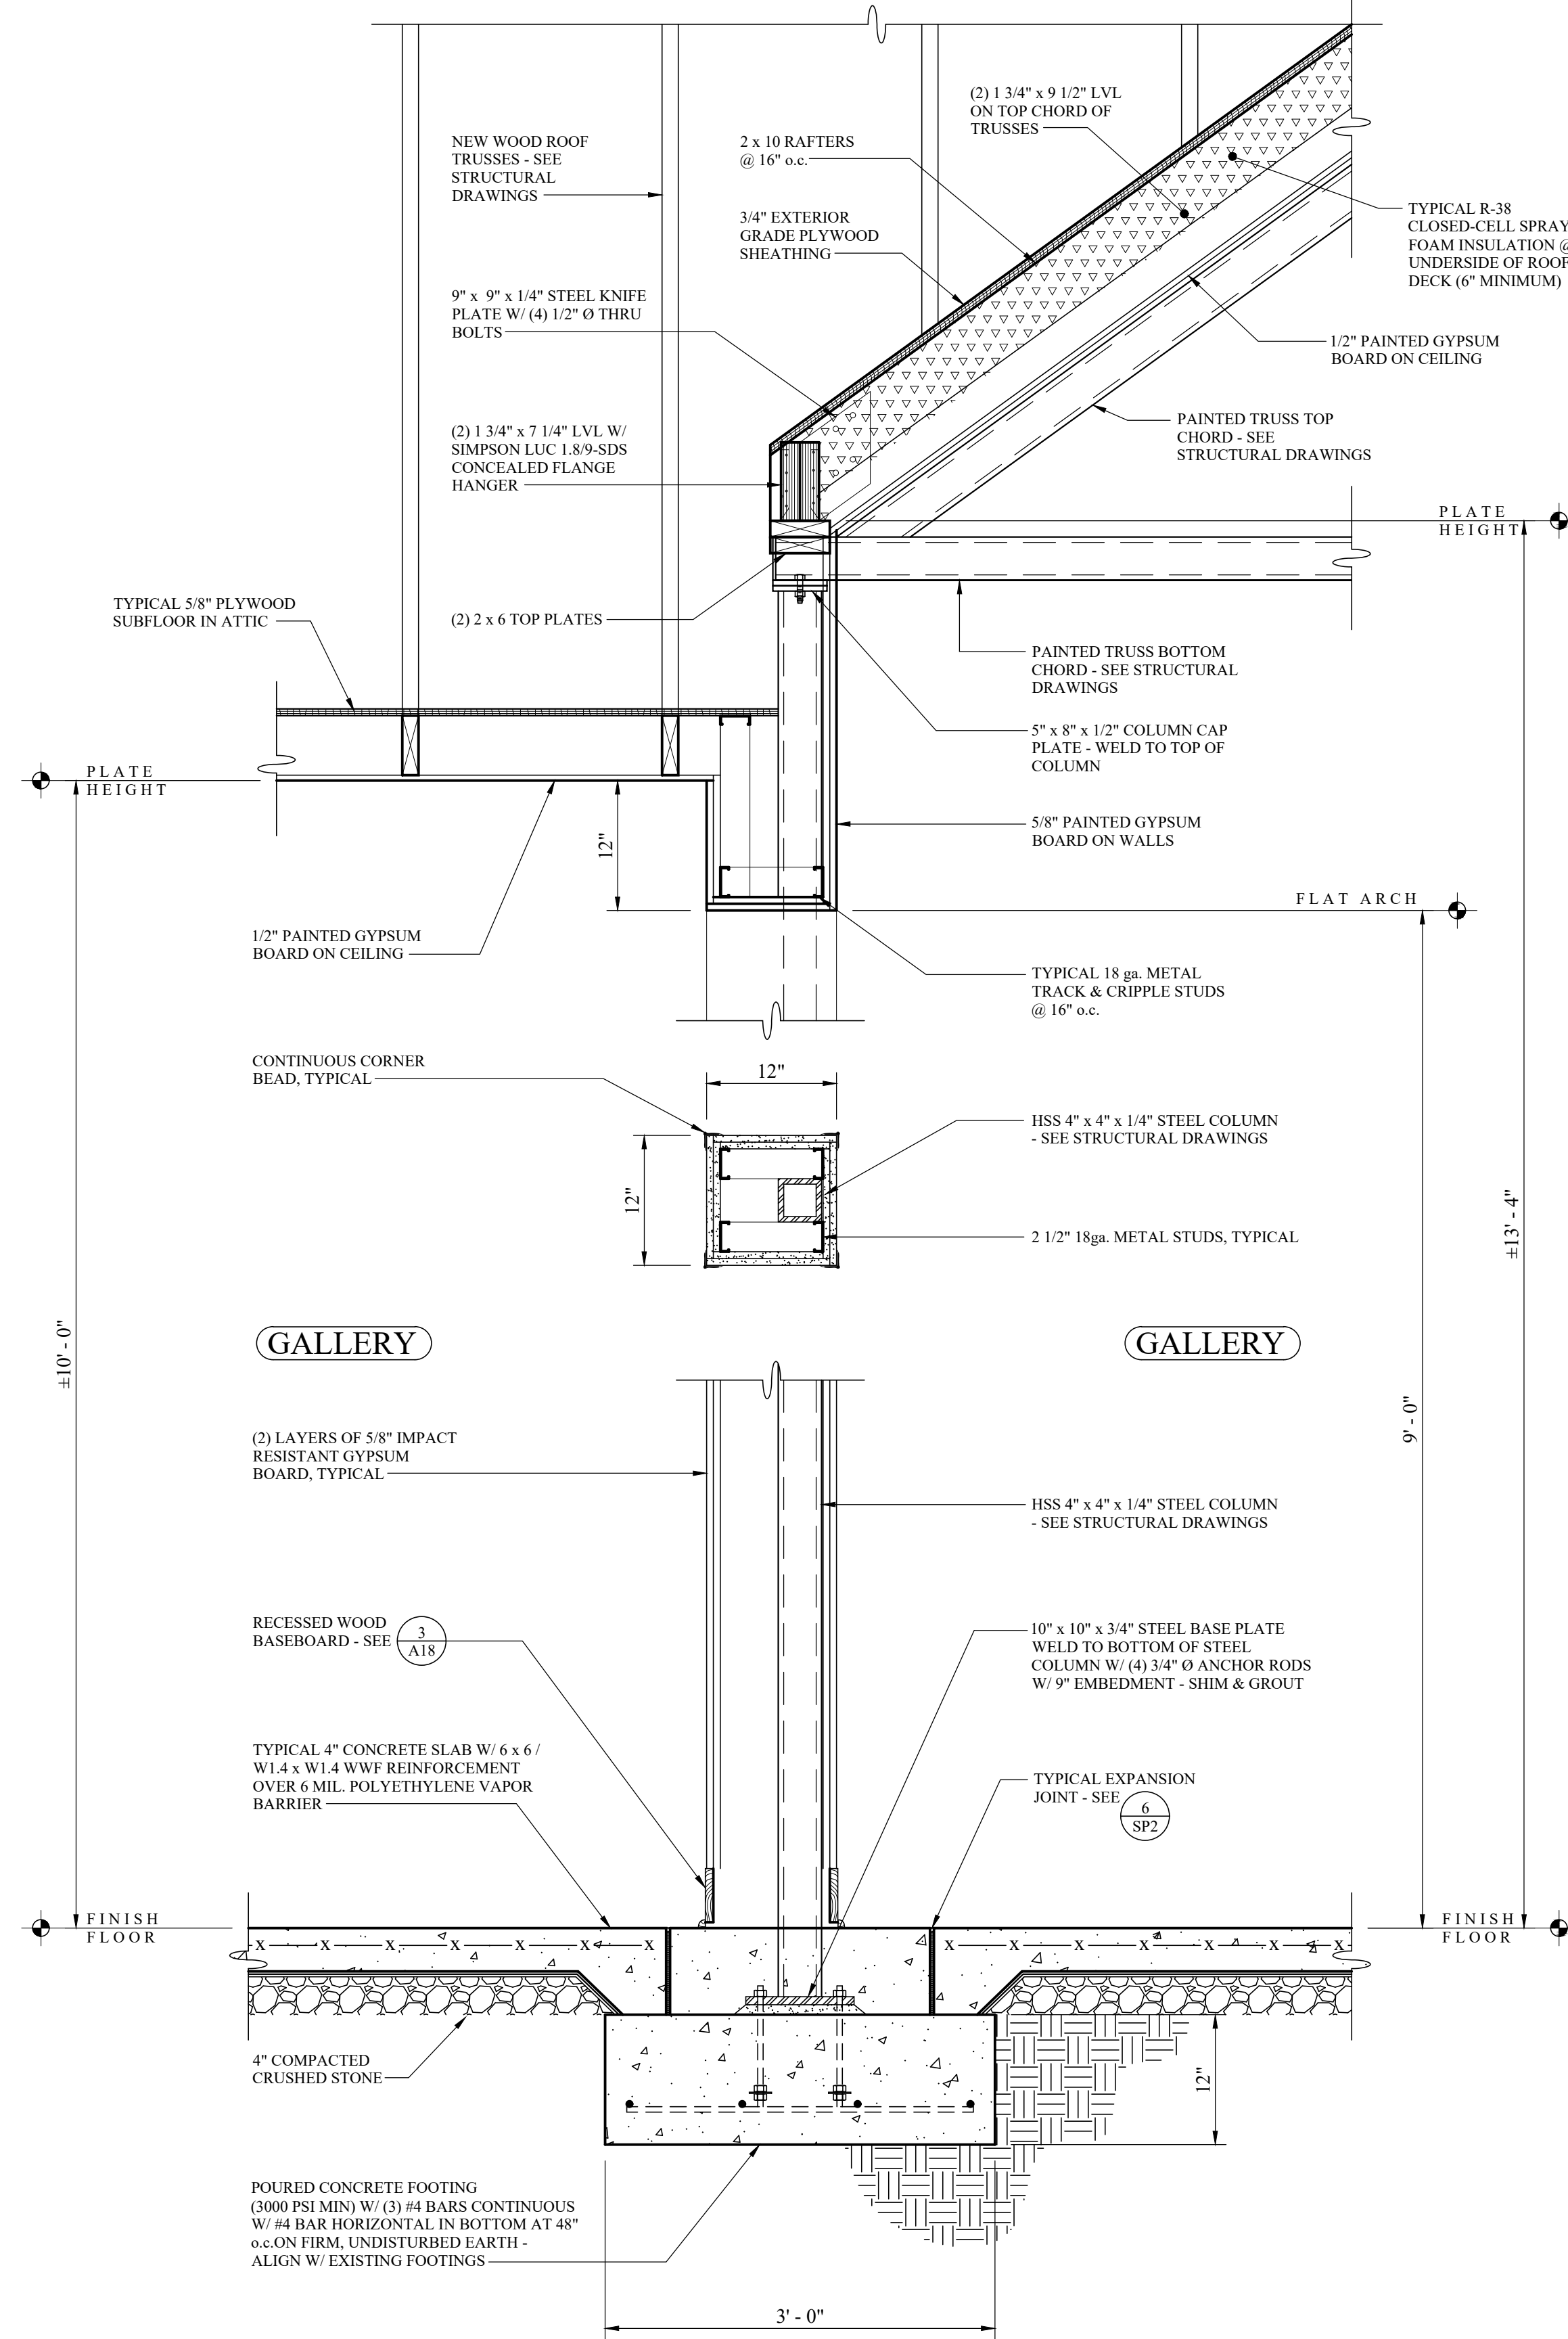 NEW WOOD ROOF
TRUSSES - SEE
STRUCTURAL
DRAWINGS
2 x 10 RAFTERS
@ 16" o.c.
(2) 1 3/4" x 9 1/2" LVL
ON TOP CHORD OF
TRUSSES
3/4" EXTERIOR
GRADE PLYWOOD
SHEATHING
TYPICAL R-38
CLOSED-CELL SPRAY
FOAM INSULATION @
UNDERSIDE OF ROOF
DECK (6" MINIMUM)
9" x 9" x 1/4" STEEL KNIFE
PLATE W/ (4) 1/2" Ø THRU
BOLTS
1/2" PAINTED GYPSUM
BOARD ON CEILING
(2) 1 3/4" x 7 1/4" LVL W/
SIMPSON LUC 1.8/9-SDS
CONCEALED FLANGE
HANGER
PAINTED TRUSS TOP
CHORD - SEE
STRUCTURAL DRAWINGS
PLATE
HEIGHT
TYPICAL 5/8" PLYWOOD
SUBFLOOR IN ATTIC
(2) 2 x 6 TOP PLATES
PAINTED TRUSS BOTTOM
CHORD - SEE STRUCTURAL
DRAWINGS
5" x 8" x 1/2" COLUMN CAP
PLATE - WELD TO TOP OF
COLUMN
PLATE
HEIGHT
12"
5/8" PAINTED GYPSUM
BOARD ON WALLS
FLAT ARCH
1/2" PAINTED GYPSUM
BOARD ON CEILING
TYPICAL 18 ga. METAL
TRACK & CRIPPLE STUDS
@ 16" o.c.
CONTINUOUS CORNER
BEAD, TYPICAL
12"
HSS 4" x 4" x 1/4" STEEL COLUMN
- SEE STRUCTURAL DRAWINGS
12"
2 1/2" 18ga. METAL STUDS, TYPICAL
±13' - 4"
±10' - 0"
GALLERY
GALLERY
9' - 0"
(2) LAYERS OF 5/8" IMPACT
RESISTANT GYPSUM
BOARD, TYPICAL
HSS 4" x 4" x 1/4" STEEL COLUMN
- SEE STRUCTURAL DRAWINGS
RECESSED WOOD
BASEBOARD - SEE
3
A18
10" x 10" x 3/4" STEEL BASE PLATE
WELD TO BOTTOM OF STEEL
COLUMN W/ (4) 3/4" Ø ANCHOR RODS
W/ 9" EMBEDMENT - SHIM & GROUT
TYPICAL 4" CONCRETE SLAB W/ 6 x 6 /
W1.4 x W1.4 WWF REINFORCEMENT
OVER 6 MIL. POLYETHYLENE VAPOR
BARRIER
TYPICAL EXPANSION
JOINT - SEE
6
SP2
FINISH
FLOOR
FINISH
FLOOR
x x x x x x x x x x x x x x
4" COMPACTED
CRUSHED STONE
12"
POURED CONCRETE FOOTING
(3000 PSI MIN) W/ (3) #4 BARS CONTINUOUS
W/ #4 BAR HORIZONTAL IN BOTTOM AT 48"
o.c.ON FIRM, UNDISTURBED EARTH -
ALIGN W/ EXISTING FOOTINGS
3' - 0"